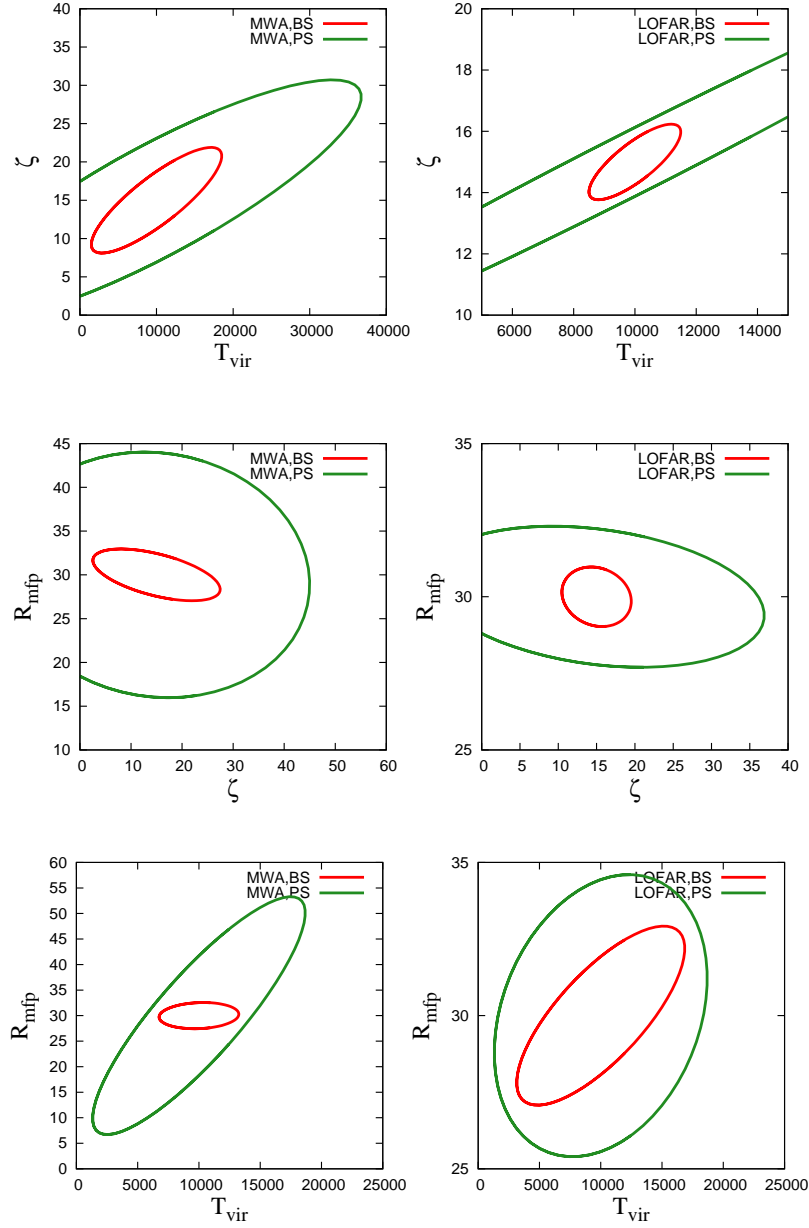 40
35
30
25
20
15
10
5
0
ζ
MWA,BS
MWA,PS
0 10000 20000 30000 40000
T_vir
20
18
16
14
12
10
ζ
LOFAR,BS
LOFAR,PS
6000 8000 10000 12000 14000
T_vir
45
40
35
30
25
20
15
10
R_mfp
MWA,BS
MWA,PS
0 10 20 30 40 50 60
ζ
35
30
25
R_mfp
LOFAR,BS
LOFAR,PS
0 5 10 15 20 25 30 35 40
ζ
60
55
50
45
40
35
30
25
20
15
10
5
0
R_mfp
MWA,BS
MWA,PS
0 5000 10000 15000 20000 25000
T_vir
35
30
25
R_mfp
LOFAR,BS
LOFAR,PS
0 5000 10000 15000 20000 25000
T_vir